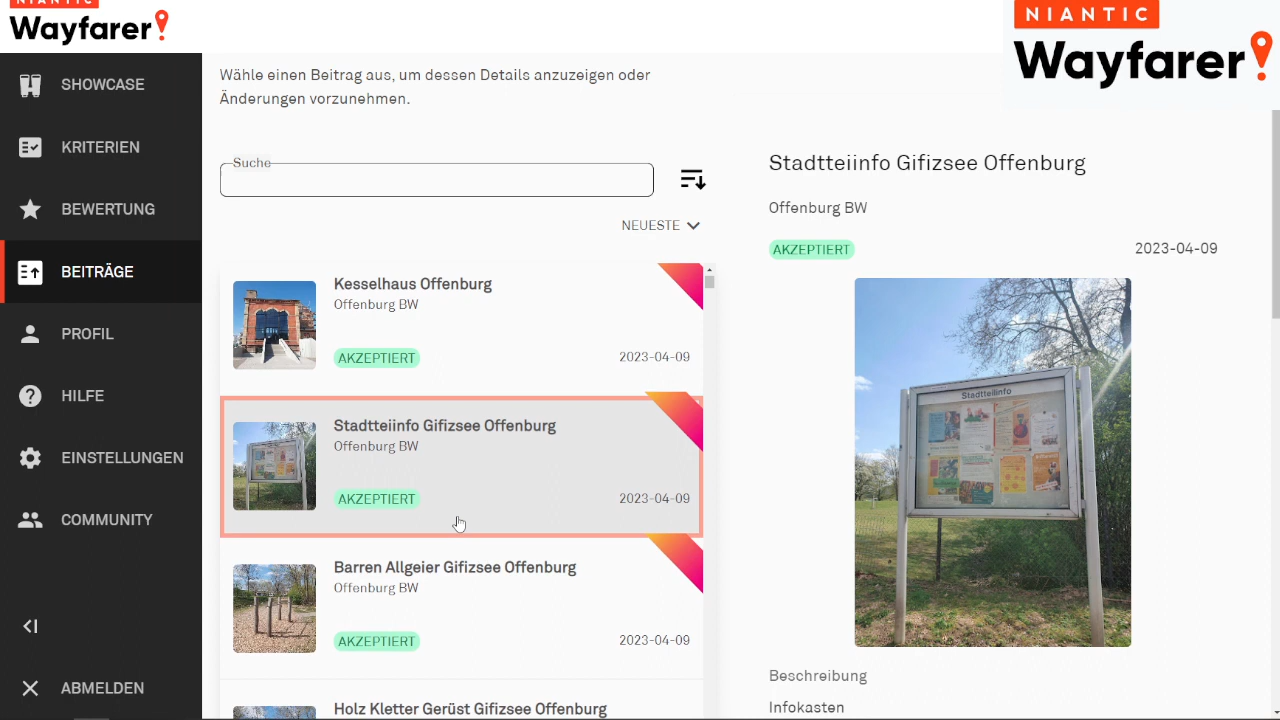 NIANTIC
Wayfarer!
NIANTIC
Wayfarer!
SHOWCASE
KRITERIEN
BEWERTUNG
BEITRÄGE
PROFIL
HILFE
EINSTELLUNGEN
COMMUNITY
ABMELDEN
Wähle einen Beitrag aus, um dessen Details anzuzeigen oder
Änderungen vorzunehmen.
Suche
NEUESTE
Kesselhaus Offenburg
Offenburg BW
AKZEPTIERT
2023-04-09
Stadtteiinfo Gifizsee Offenburg
Offenburg BW
AKZEPTIERT
2023-04-09
Barren Allgeier Gifizsee Offenburg
Offenburg BW
AKZEPTIERT
2023-04-09
Holz Kletter Gerüst Gifizsee Offenburg
Stadtteiinfo Gifizsee Offenburg
Offenburg BW
AKZEPTIERT
2023-04-09
Stadtteilinfo
Beschreibung
Infokasten